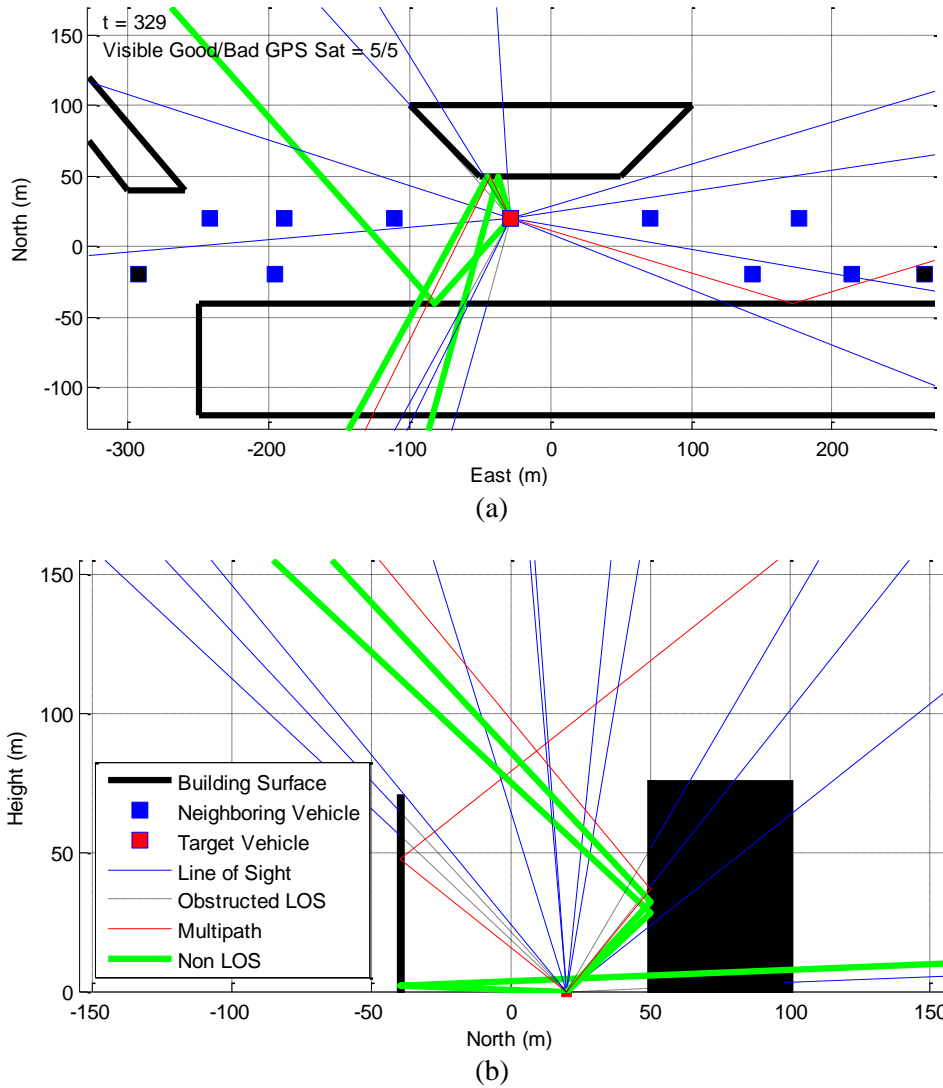 t = 329
Visible Good/Bad GPS Sat = 5/5
150
100
50
0
-50
-100
North (m)
-300 -200 -100 0 100 200
East (m)
(a)
150
100
50
0
Height (m)
Building Surface
Neighboring Vehicle
Target Vehicle
Line of Sight
Obstructed LOS
Multipath
Non LOS
-150 -100 -50 0 50 100 150
North (m)
(b)